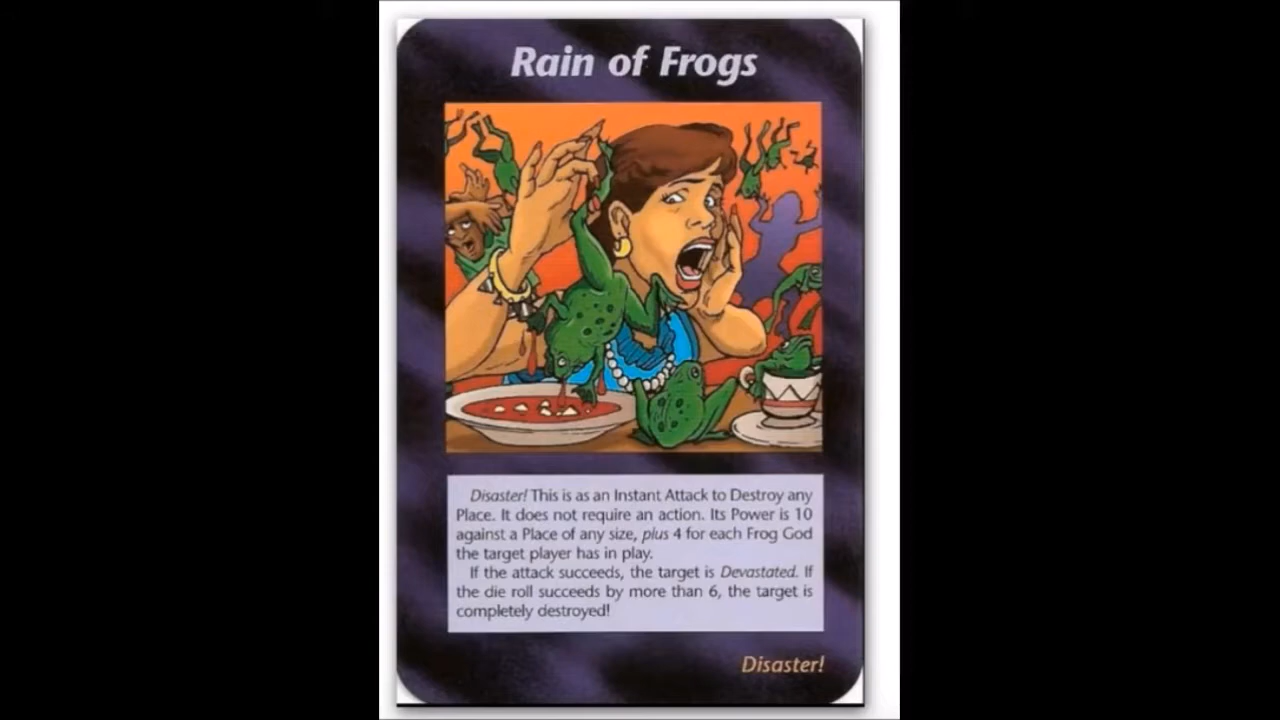 Rain of Frogs
Disaster! This is as an Instant Attack to Destroy any
Place. It does not require an action. Its Power is 10
against a Place of any size, plus 4 for each Frog God
the target player has in play.
If the attack succeeds, the target is Devastated. If
the die roll succeeds by more than 6, the target is
completely destroyed!
Disaster!